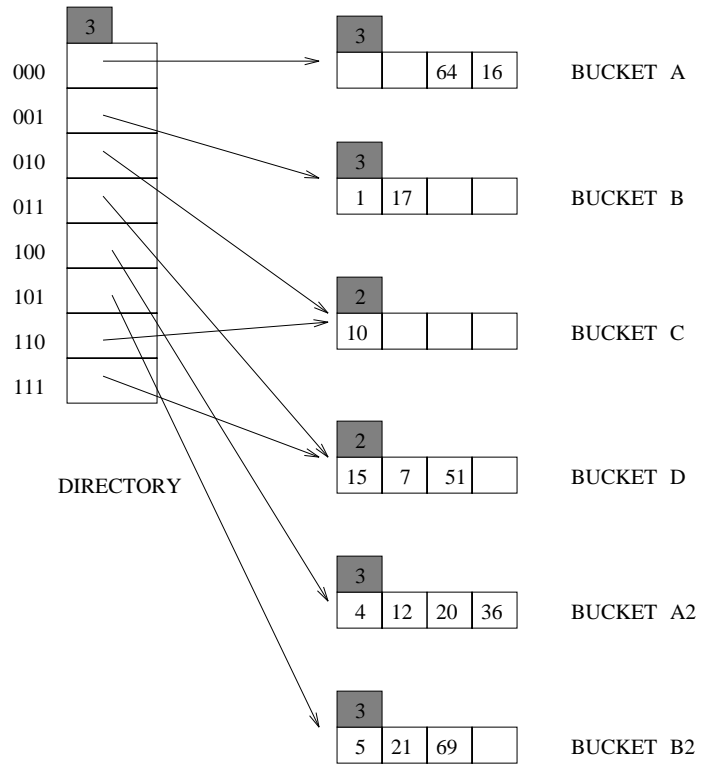 3
3
000
64 16
BUCKET A
001
3
010
1 17
BUCKET B
011
100
2
101
10
BUCKET C
110
111
2
15 7 51
BUCKET D
DIRECTORY
3
4 12 20 36
BUCKET A2
3
5 21 69
BUCKET B2